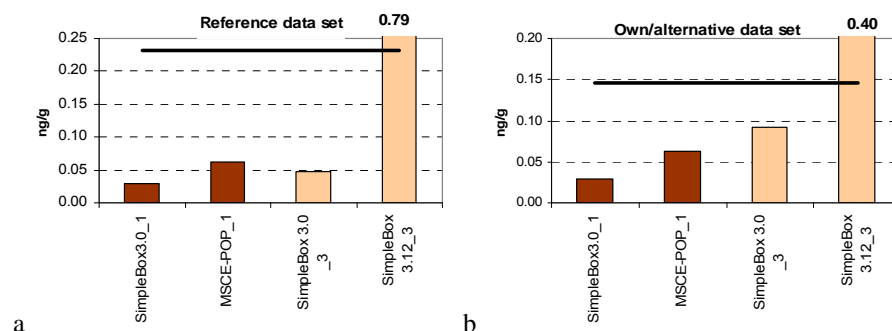 Reference data set
0.79
0.25
0.20
0.15
0.10
0.05
0.00
ng/g
SimpleBox3.0_1
MSCE-POP_1
SimpleBox 3.0
_3
SimpleBox
3.12_3
a
Own/alternative data set
0.40
0.20
0.15
0.10
0.05
0.00
ng/g
SimpleBox3.0_1
MSCE-POP_1
SimpleBox 3.0
_3
SimpleBox
3.12_3
b